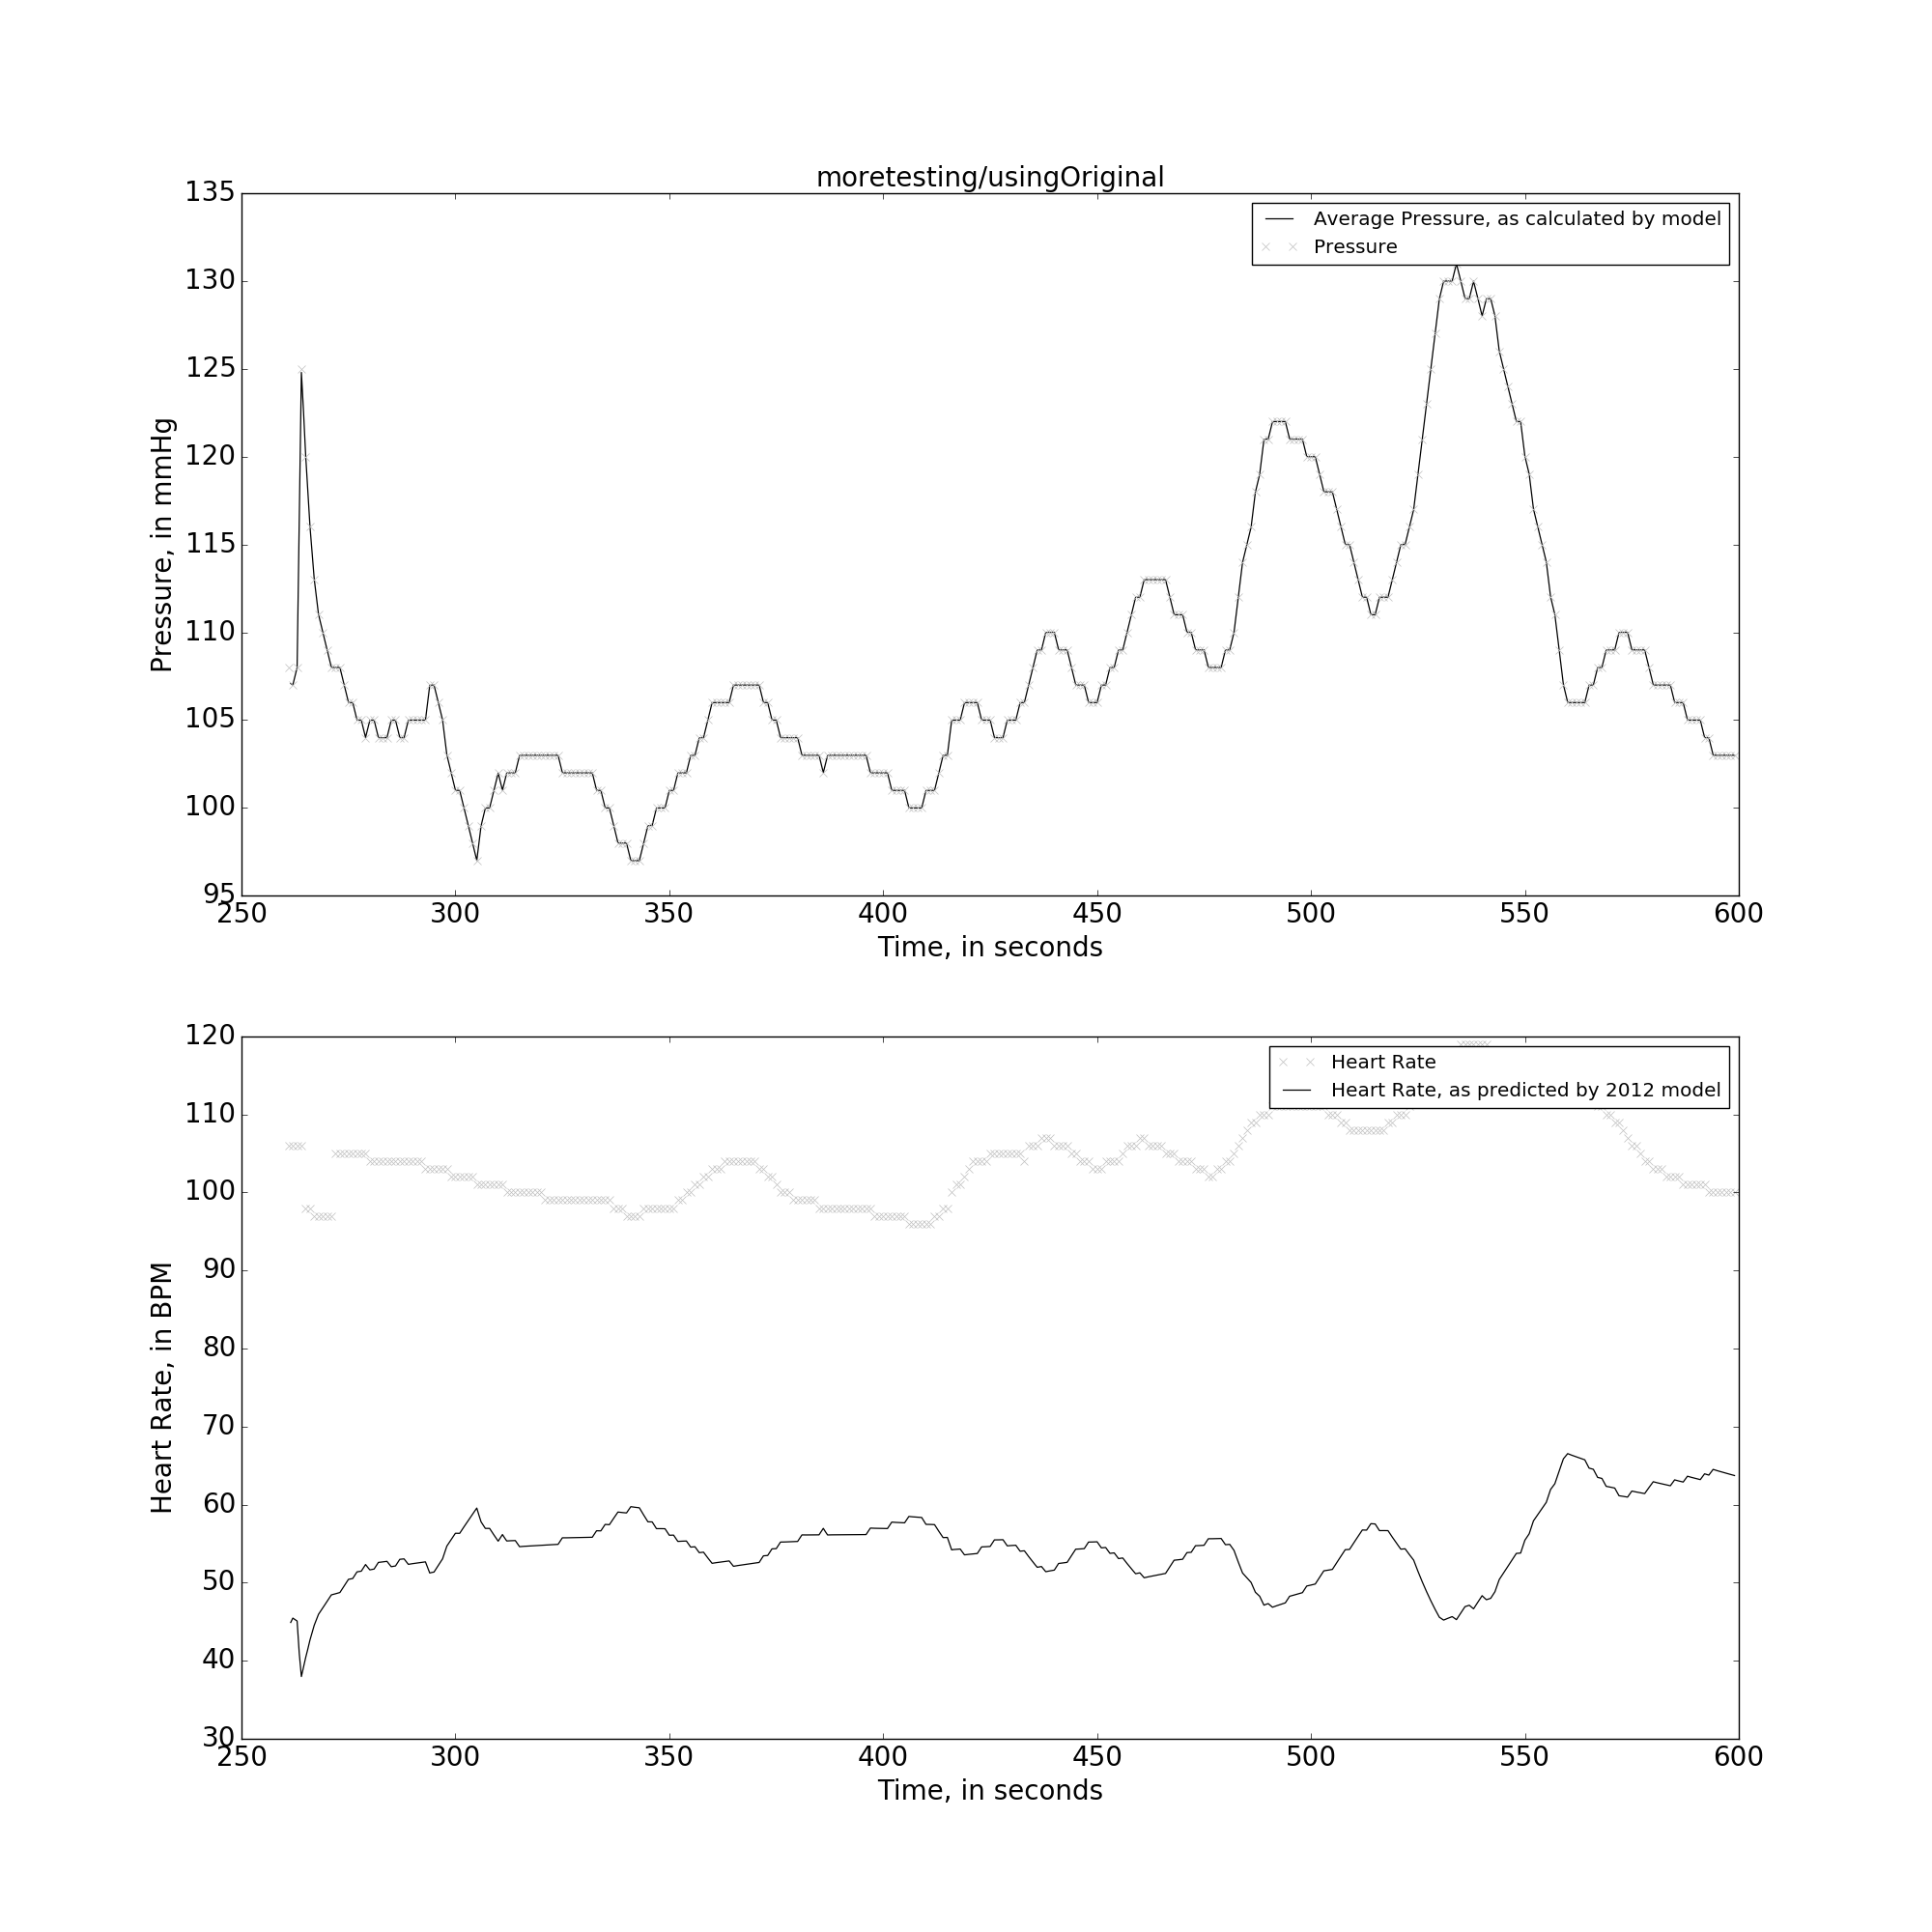 moretesting/usingOriginal
135
130
125
120
115
110
105
100
95
Pressure, in mmHg
Average Pressure, as calculated by model
Pressure
250 300 350 400 450 500 550 600
Time, in seconds
120
110
100
90
80
70
60
50
40
30
Heart Rate, in BPM
Heart Rate
Heart Rate, as predicted by 2012 model
250 300 350 400 450 500 550 600
Time, in seconds